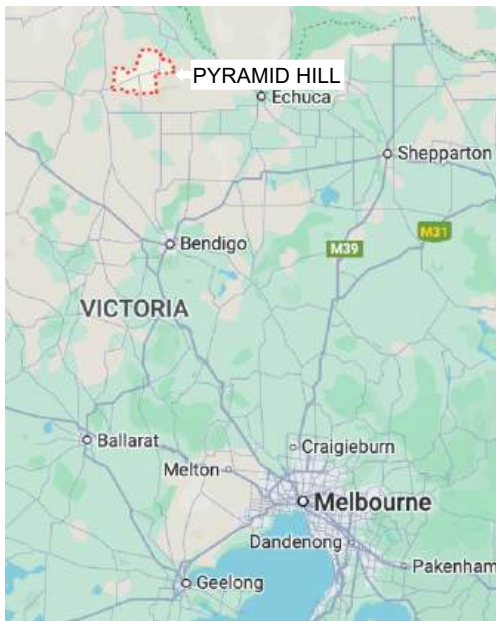 PYRAMID HILL
Echuca
Shepparton
M31
Bendigo
M39
VICTORIA
Ballarat
Craigieburn
Melton
Melbourne
Dandenong
Pakenham
Geelong